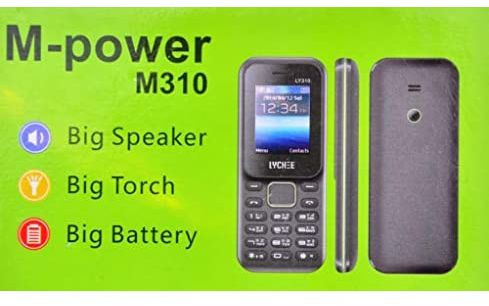 M-power
M310
Big Speaker
Big Torch
Big Battery
LY310
12:34
Menu
Contacts
LYCHEE